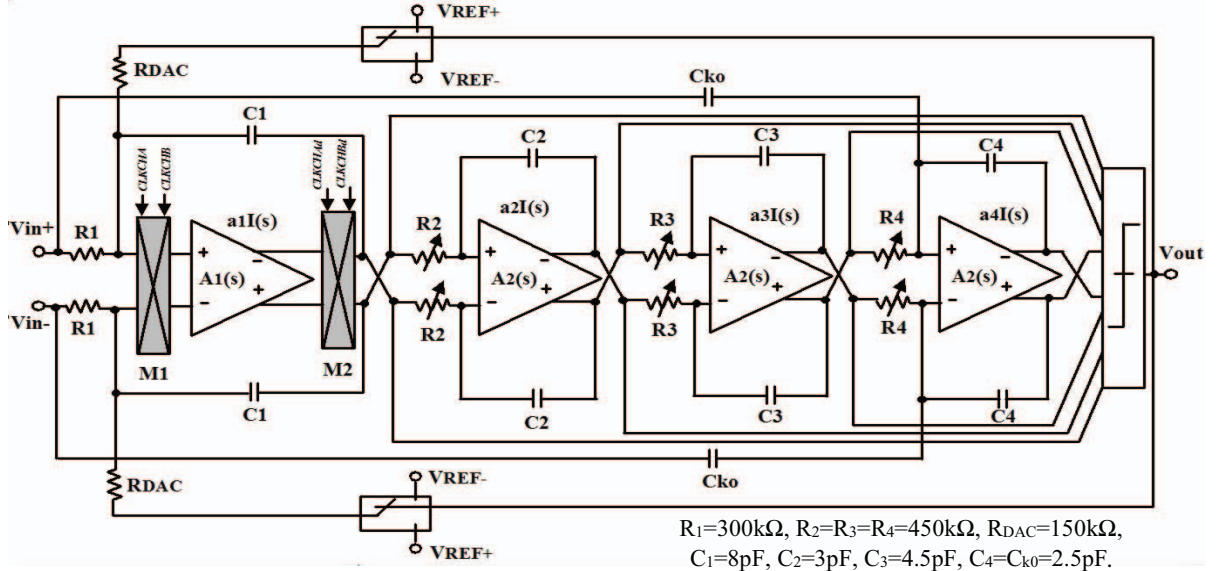 VREF+
RDAC
VREF-
Cko
C1
C2
C3
C4
CLKCHA
CLKCHB
CLKCHAd
CLKCHBd
a1I(s)
a2I(s)
a3I(s)
a4I(s)
Vin+
R1
R2
R3
R4
+
−
+
−
+
−
+
−
A1(s)
A2(s)
A2(s)
A2(s)
Vout
−
+
−
+
−
+
−
+
Vin-
R1
R2
R3
R4
M1
M2
C1
C2
C3
C4
RDAC
VREF-
Cko
VREF+
R1=300kΩ, R2=R3=R4=450kΩ, RDAC=150kΩ,
C1=8pF, C2=3pF, C3=4.5pF, C4=Ck0=2.5pF.